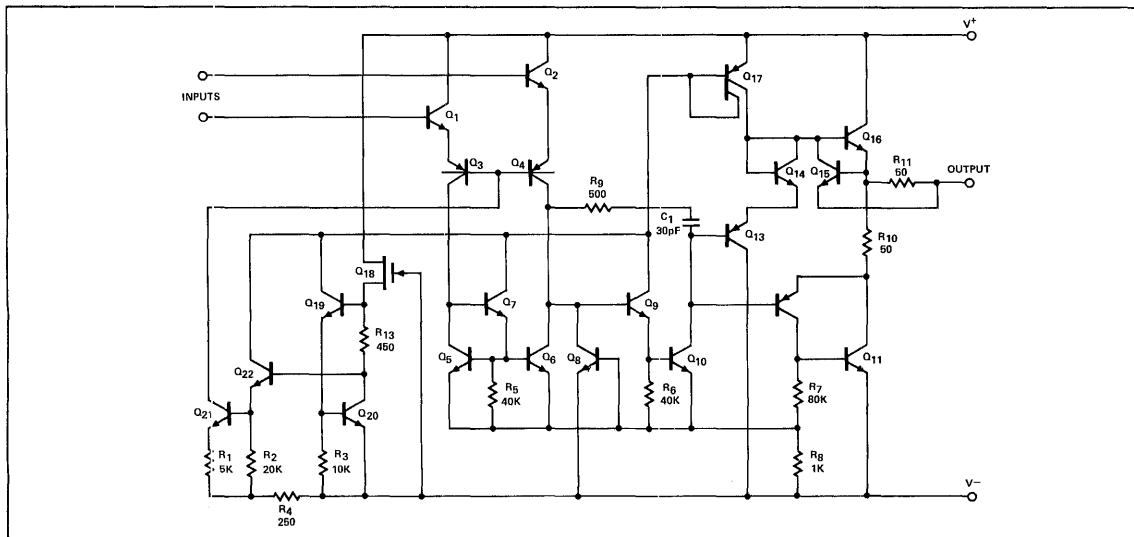 V+
Q2
Q17
INPUTS
Q1
Q16
Q3
Q4
Q14
Q15
R11
50
OUTPUT
R9
500
C1
30pF
Q13
R10
50
Q18
Q19
Q7
Q9
R13
450
Q5
Q6
Q8
Q10
Q11
Q22
R5
40K
R6
40K
R7
80K
Q21
Q20
R1
5K
R2
20K
R3
10K
R8
1K
R4
250
V−